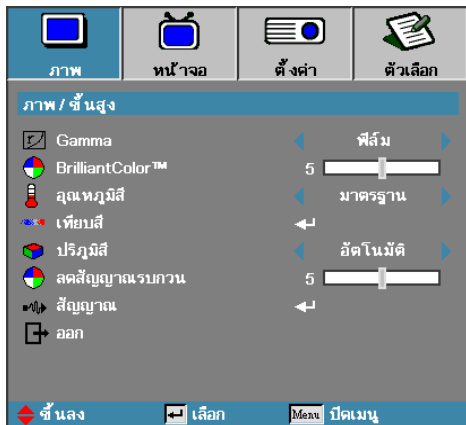 ภาพ หน้าจอ ตั้งค่า ตัวเลือก
ภาพ / ขั้นสูง
Gamma ฟิล์ม
BrilliantColor™ 5
อุณหภูมิสี มาตรฐาน
เทียบสี
ปริภูมิสี อัตโนมัติ
ลดสัญญาณรบกวน 5
สัญญาณ
ออก
ขึ้นลง เลือก Menu ปิดเมนู